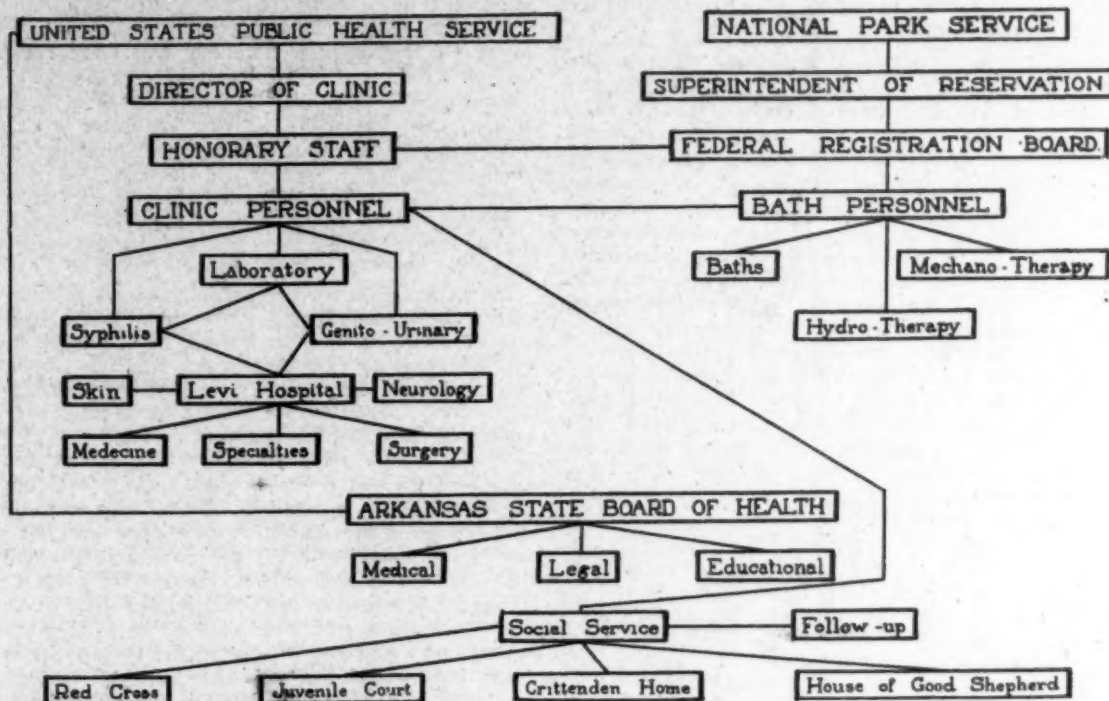 UNITED STATES PUBLIC HEALTH SERVICE
NATIONAL PARK SERVICE
DIRECTOR OF CLINIC
SUPERINTENDENT OF RESERVATION
HONORARY STAFF
FEDERAL REGISTRATION BOARD.
CLINIC PERSONNEL
BATH PERSONNEL
Laboratory
Baths
Mechano-Therapy
Syphilis
Genito-Urinary
Hydro-Therapy
Skin
Levi Hospital
Neurology
Medecine
Specialties
Surgery
ARKANSAS STATE BOARD OF HEALTH
Medical
Legal
Educational
Social Service
Follow-up
Red Cross
Juvenile Court
Crittenden Home
House of Good Shepherd